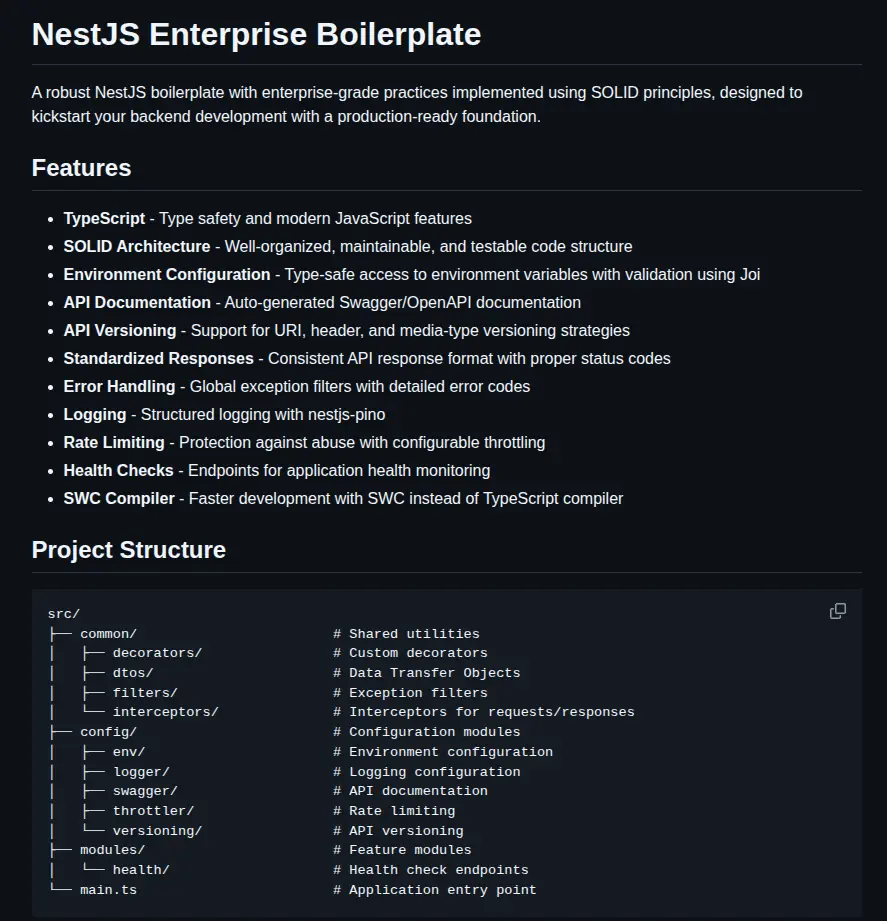 NestJS Enterprise Boilerplate
A robust NestJS boilerplate with enterprise-grade practices implemented using SOLID principles, designed to
kickstart your backend development with a production-ready foundation.
Features
• TypeScript - Type safety and modern JavaScript features
• SOLID Architecture - Well-organized, maintainable, and testable code structure
• Environment Configuration - Type-safe access to environment variables with validation using Joi
• API Documentation - Auto-generated Swagger/OpenAPI documentation
• API Versioning - Support for URI, header, and media-type versioning strategies
• Standardized Responses - Consistent API response format with proper status codes
• Error Handling - Global exception filters with detailed error codes
• Logging - Structured logging with nestjs-pino
• Rate Limiting - Protection against abuse with configurable throttling
• Health Checks - Endpoints for application health monitoring
• SWC Compiler - Faster development with SWC instead of TypeScript compiler
Project Structure
src/
├── common/                        # Shared utilities
│   ├── decorators/                # Custom decorators
│   ├── dtos/                      # Data Transfer Objects
│   ├── filters/                   # Exception filters
│   └── interceptors/              # Interceptors for requests/responses
├── config/                        # Configuration modules
│   ├── env/                       # Environment configuration
│   ├── logger/                    # Logging configuration
│   ├── swagger/                   # API documentation
│   ├── throttler/                 # Rate limiting
│   └── versioning/                # API versioning
├── modules/                       # Feature modules
│   └── health/                    # Health check endpoints
└── main.ts                        # Application entry point